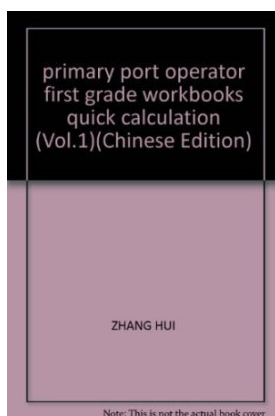 primary port operator
first grade workbooks
quick calculation
(Vol.1)(Chinese Edition)
ZHANG HUI
Note: This is not the actual book cover